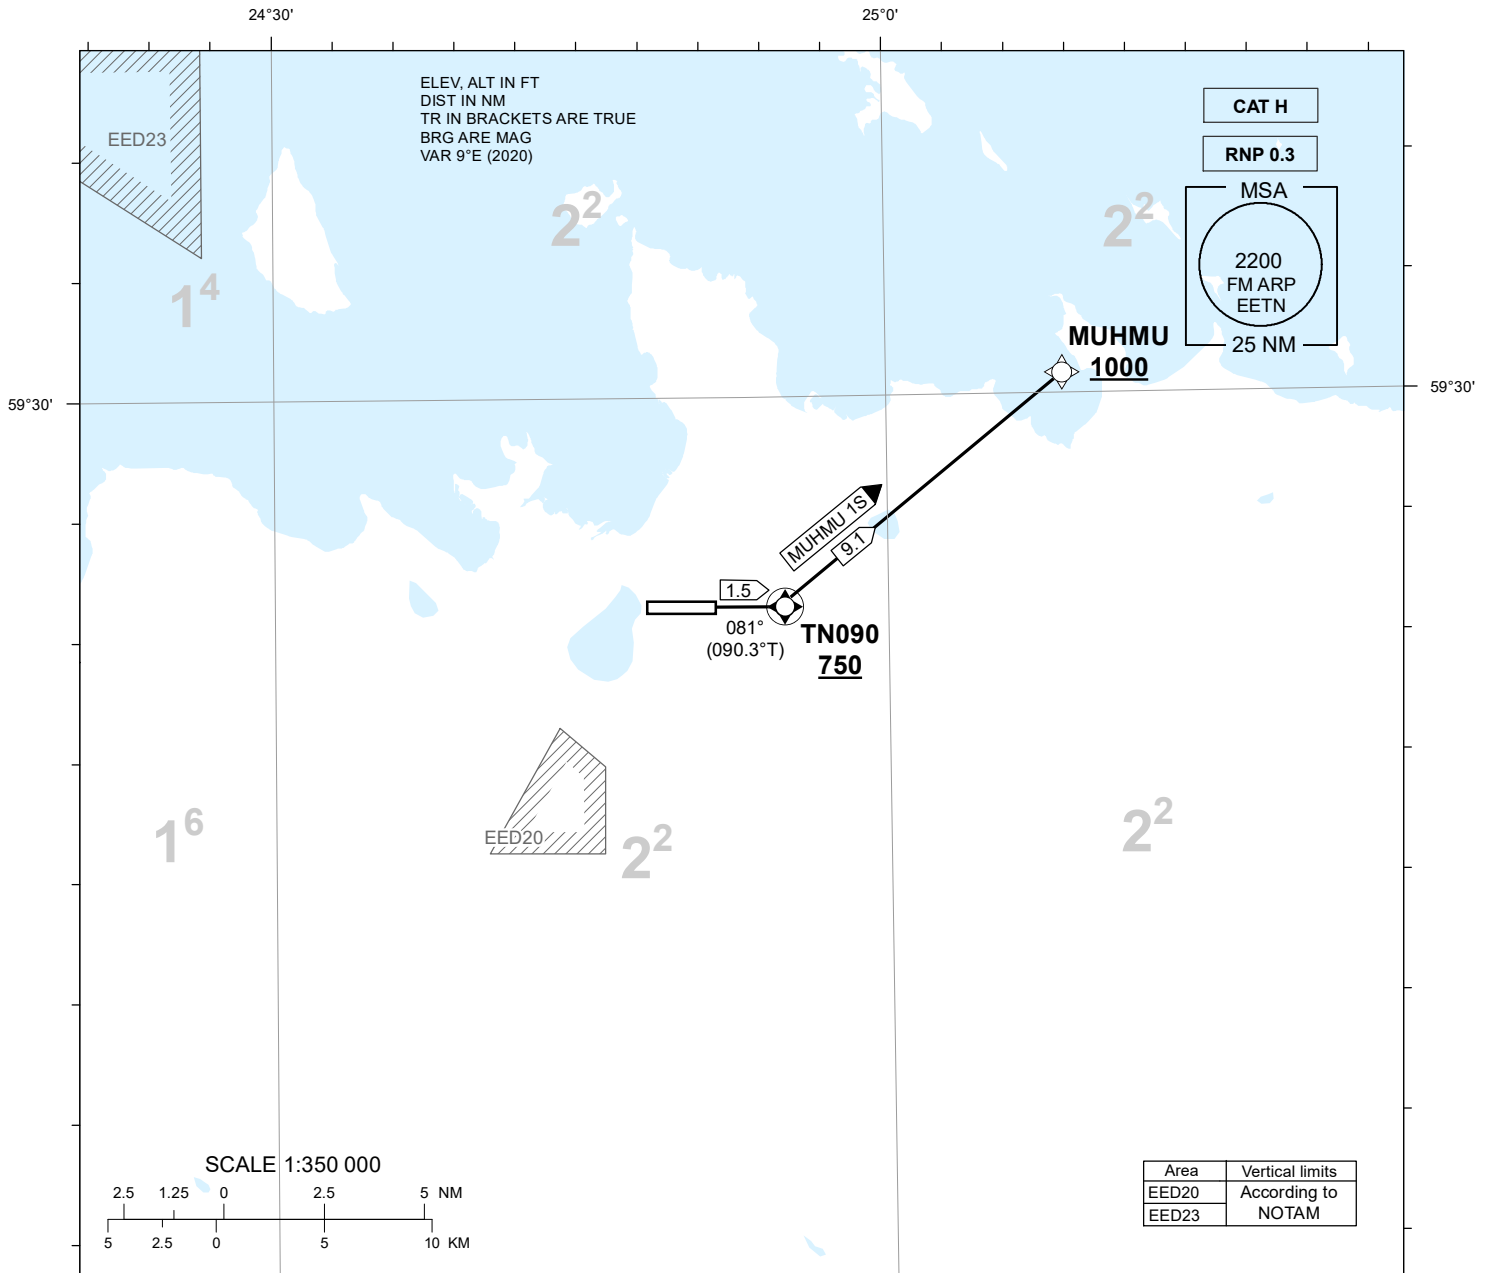 24°30'
25°0'
ELEV, ALT IN FT
DIST IN NM
TR IN BRACKETS ARE TRUE
BRG ARE MAG
VAR 9°E (2020)
CAT H
RNP 0.3
MSA
2200
FM ARP
EETN
25 NM
EED23
2²
2²
1⁴
MUHMU
1000
59°30'
59°30'
MUHMU 1S
9.1
1.5
081°
(090.3°T)
TN090
750
1⁶
EED20
2²
2²
SCALE 1:350 000
2.5 1.25 0 2.5 5 NM
5 2.5 0 5 10 KM
Area Vertical limits
EED20 According to
EED23 NOTAM